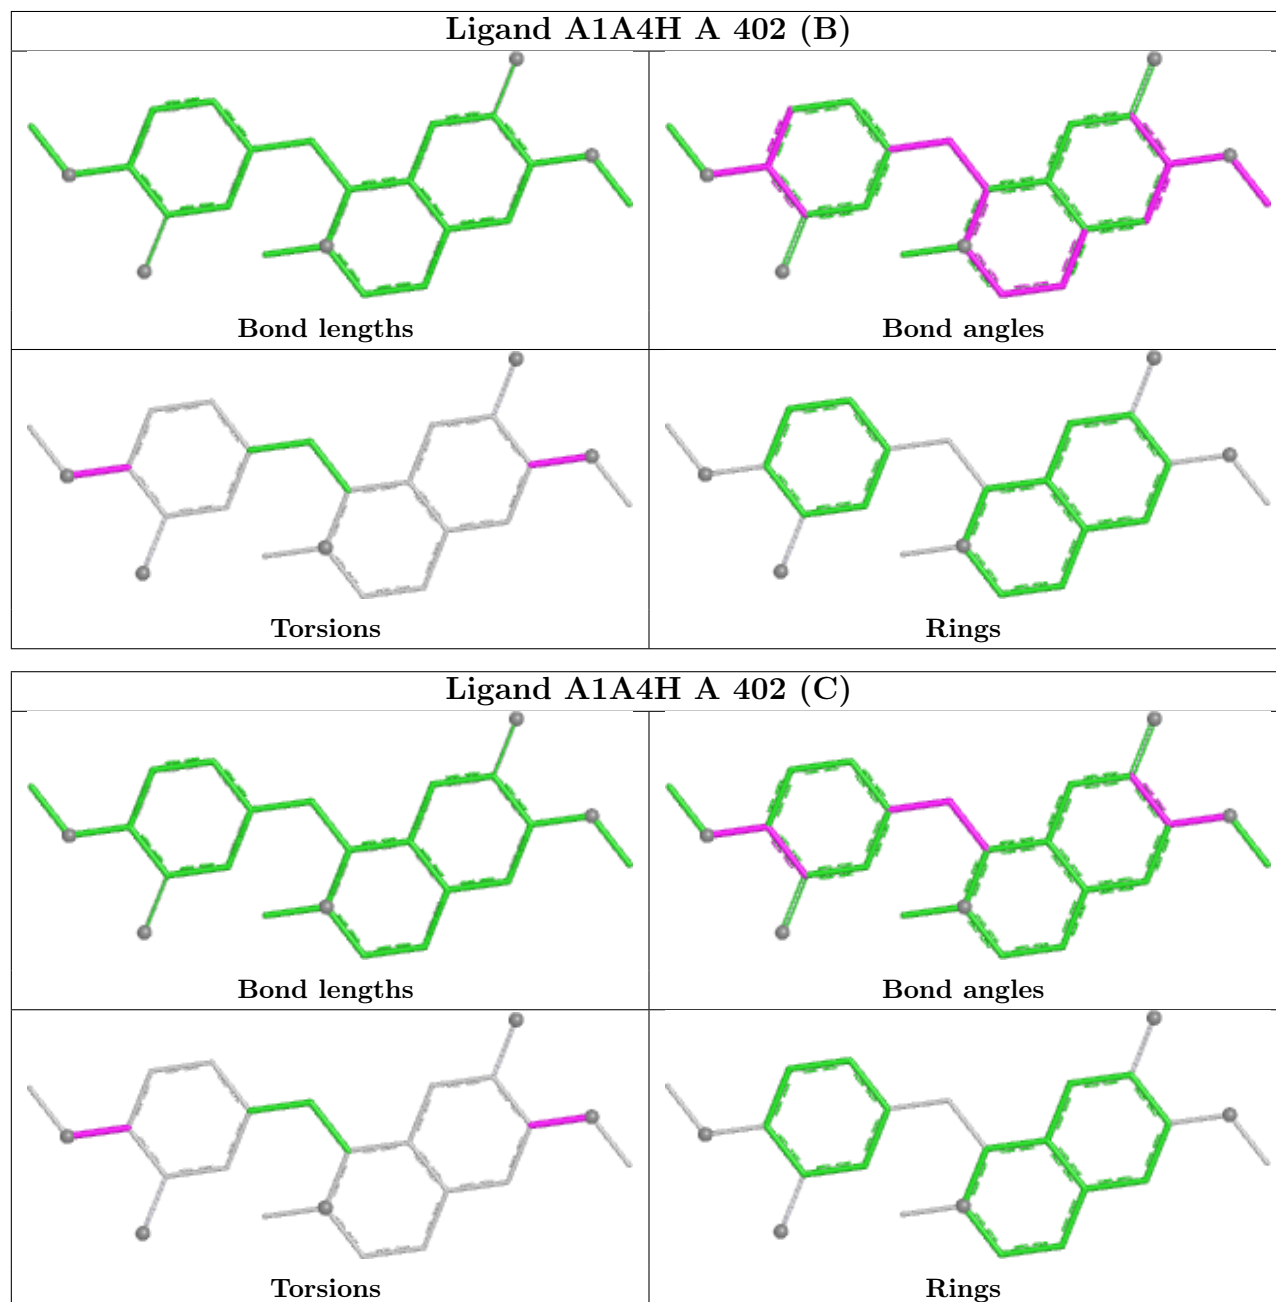 Ligand A1A4H A 402 (B)
Bond lengths
Bond angles
Torsions
Rings
Ligand A1A4H A 402 (C)
Bond lengths
Bond angles
Torsions
Rings